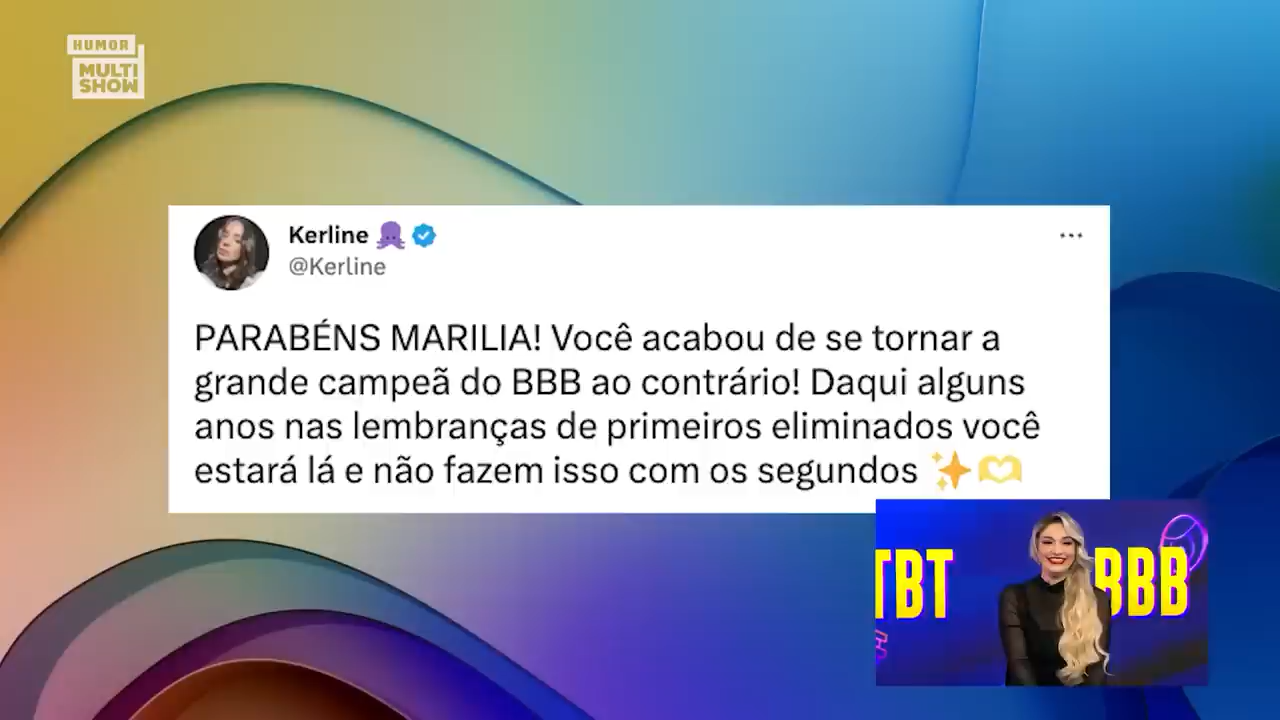 HUMOR
MULTI
SHOW
Kerline
@Kerline
PARABÉNS MARILIA! Você acabou de se tornar a
grande campeã do BBB ao contrário! Daqui alguns
anos nas lembranças de primeiros eliminados você
estará lá e não fazem isso com os segundos
TBT
BBB